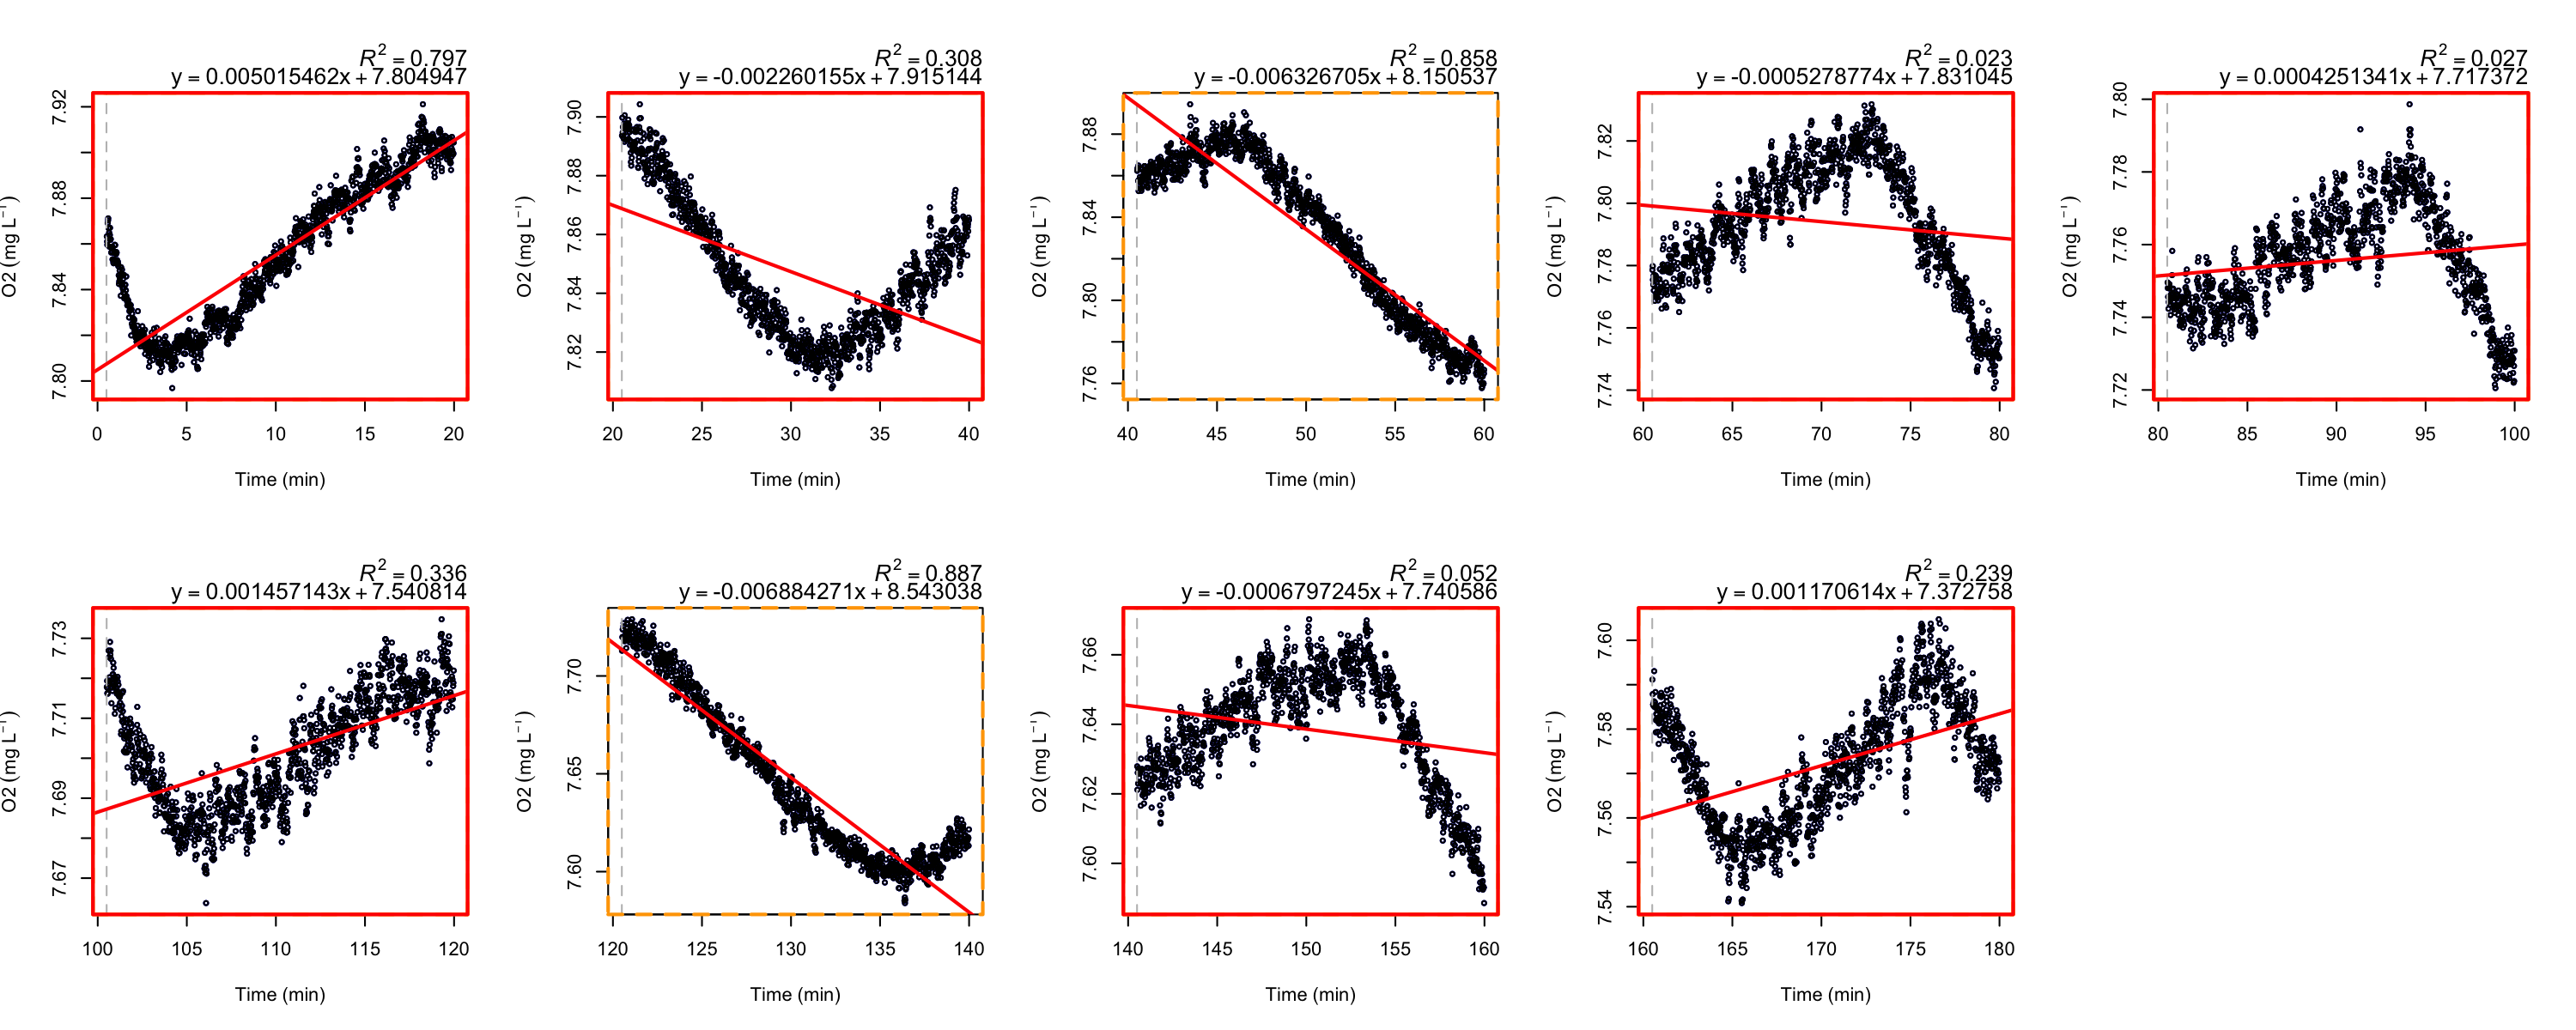 R² = 0.797
y = 0.005015462x + 7.804947
O2 (mg L⁻¹)
7.92
7.88
7.84
7.80
0 5 10 15 20
Time (min)
R² = 0.308
y = -0.002260155x + 7.915144
O2 (mg L⁻¹)
7.90
7.88
7.86
7.84
7.82
20 25 30 35 40
Time (min)
R² = 0.858
y = -0.006326705x + 8.150537
O2 (mg L⁻¹)
7.88
7.84
7.80
7.76
40 45 50 55 60
Time (min)
R² = 0.023
y = -0.0005278774x + 7.831045
O2 (mg L⁻¹)
7.82
7.80
7.78
7.76
7.74
60 65 70 75 80
Time (min)
R² = 0.027
y = 0.0004251341x + 7.717372
O2 (mg L⁻¹)
7.80
7.78
7.76
7.74
7.72
80 85 90 95 100
Time (min)
R² = 0.336
y = 0.001457143x + 7.540814
O2 (mg L⁻¹)
7.73
7.71
7.69
7.67
100 105 110 115 120
Time (min)
R² = 0.887
y = -0.006884271x + 8.543038
O2 (mg L⁻¹)
7.70
7.65
7.60
120 125 130 135 140
Time (min)
R² = 0.052
y = -0.0006797245x + 7.740586
O2 (mg L⁻¹)
7.66
7.64
7.62
7.60
140 145 150 155 160
Time (min)
R² = 0.239
y = 0.001170614x + 7.372758
O2 (mg L⁻¹)
7.60
7.58
7.56
7.54
160 165 170 175 180
Time (min)